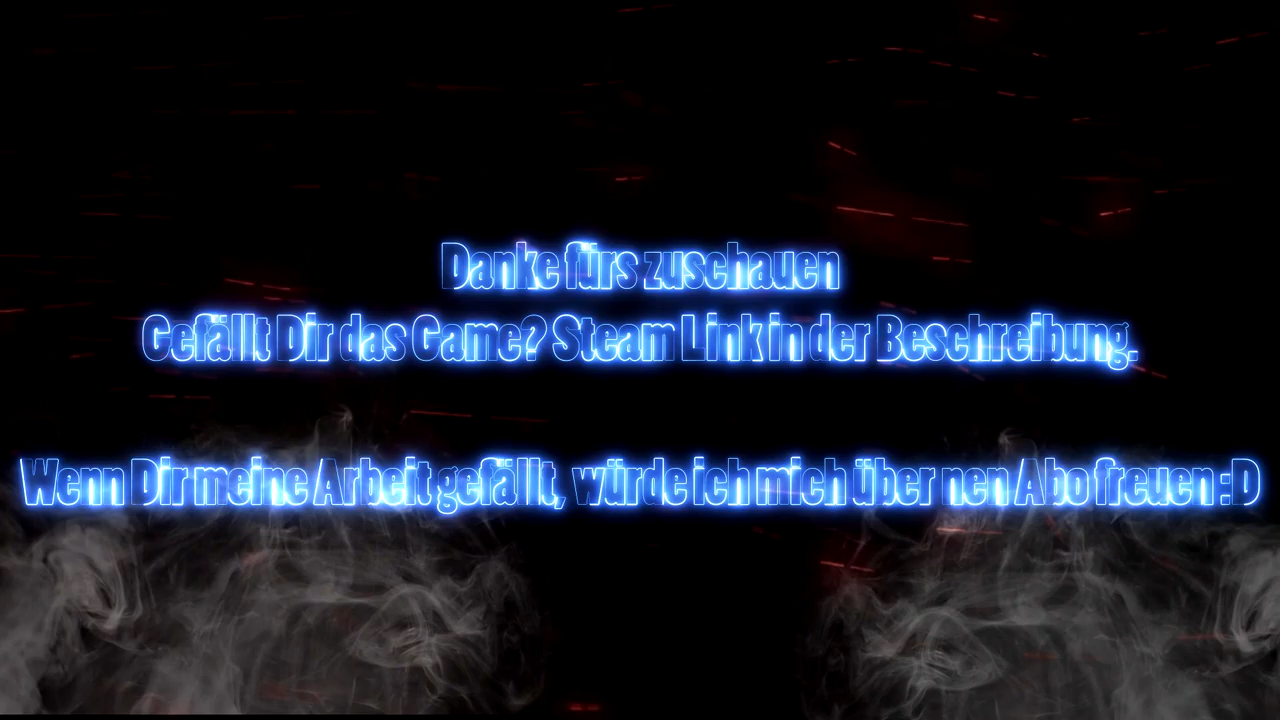 Danke fürs zuschauen
Gefällt Dir das Game? Steam Link in der Beschreibung.
Wenn Dir meine Arbeit gefällt, würde ich mich über nen Abo freuen :D